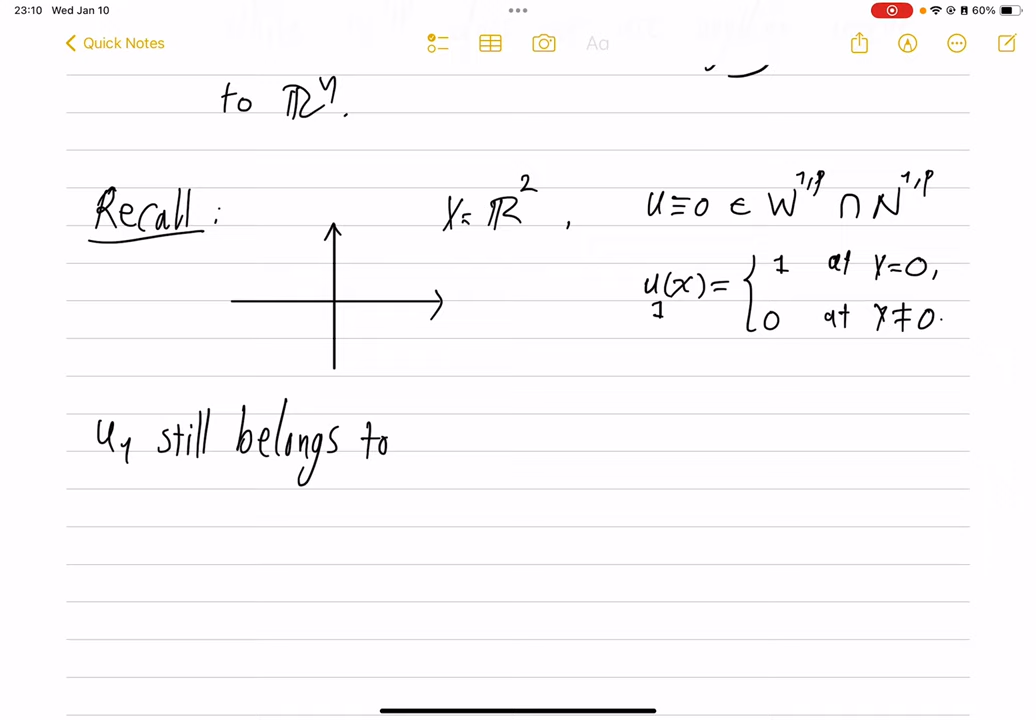 23:10 Wed Jan 10
60%
Quick Notes
Aa
to ℝⁿ.
Recall: X = ℝ², u ≡ 0 ∈ W^{1,p} ∩ N^{1,p}
u₁(x) = { 1 at x=0,
0 at x≠0.
u₁ still belongs to